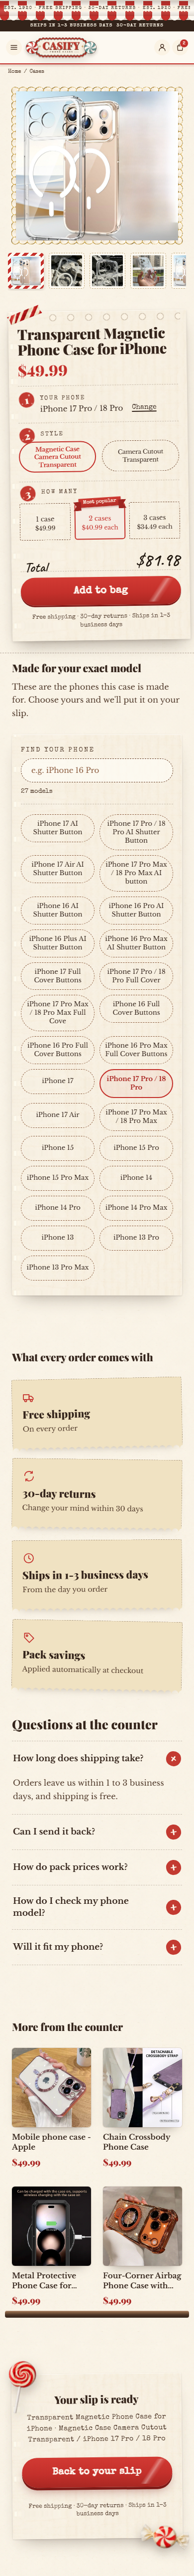 EST. 1950 · FREE SHIPPING · 30-DAY RETURNS · EST. 1950 · FREE
SHIPS IN 1-3 BUSINESS DAYS 30-DAY RETURNS
CASIFY
Home / Cases
Transparent Magnetic
Phone Case for iPhone
$49.99
1 YOUR PHONE
iPhone 17 Pro / 18 Pro Change
2 STYLE
Magnetic Case
Camera Cutout
Transparent
Camera Cutout
Transparent
3 HOW MANY
1 case
$49.99
Most popular
2 cases
$40.99 each
3 cases
$34.49 each
Total $81.98
Add to bag
Free shipping · 30-day returns · Ships in 1-3
business days
Made for your exact model
These are the phones this case is made
for. Choose yours and we'll put it on your
slip.
FIND YOUR PHONE
e.g. iPhone 16 Pro
27 models
iPhone 17 AI
Shutter Button
iPhone 17 Pro / 18
Pro AI Shutter
Button
iPhone 17 Air AI
Shutter Button
iPhone 17 Pro Max
/ 18 Pro Max AI
button
iPhone 16 AI
Shutter Button
iPhone 16 Pro AI
Shutter Button
iPhone 16 Plus AI
Shutter Button
iPhone 16 Pro Max
AI Shutter Button
iPhone 17 Full
Cover Buttons
iPhone 17 Pro / 18
Pro Full Cover
iPhone 17 Pro Max
/ 18 Pro Max Full
Cove
iPhone 16 Full
Cover Buttons
iPhone 16 Pro Full
Cover Buttons
iPhone 16 Pro Max
Full Cover Buttons
iPhone 17
iPhone 17 Pro / 18
Pro
iPhone 17 Air
iPhone 17 Pro Max
/ 18 Pro Max
iPhone 15
iPhone 15 Pro
iPhone 15 Pro Max
iPhone 14
iPhone 14 Pro
iPhone 14 Pro Max
iPhone 13
iPhone 13 Pro
iPhone 13 Pro Max
What every order comes with
Free shipping
On every order
30-day returns
Change your mind within 30 days
Ships in 1-3 business days
From the day you order
Pack savings
Applied automatically at checkout
Questions at the counter
How long does shipping take?
Orders leave us within 1 to 3 business
days, and shipping is free.
Can I send it back?
How do pack prices work?
How do I check my phone
model?
Will it fit my phone?
More from the counter
Mobile phone case -
Apple
$49.99
DETACHABLE
CROSSBODY STRAP
Chain Crossbody
Phone Case
$49.99
Metal Protective
Phone Case for...
$49.99
Four-Corner Airbag
Phone Case with...
$49.99
Your slip is ready
Transparent Magnetic Phone Case for
iPhone · Magnetic Case Camera Cutout
Transparent / iPhone 17 Pro / 18 Pro
Back to your slip
Free shipping · 30-day returns · Ships in 1-3
business days